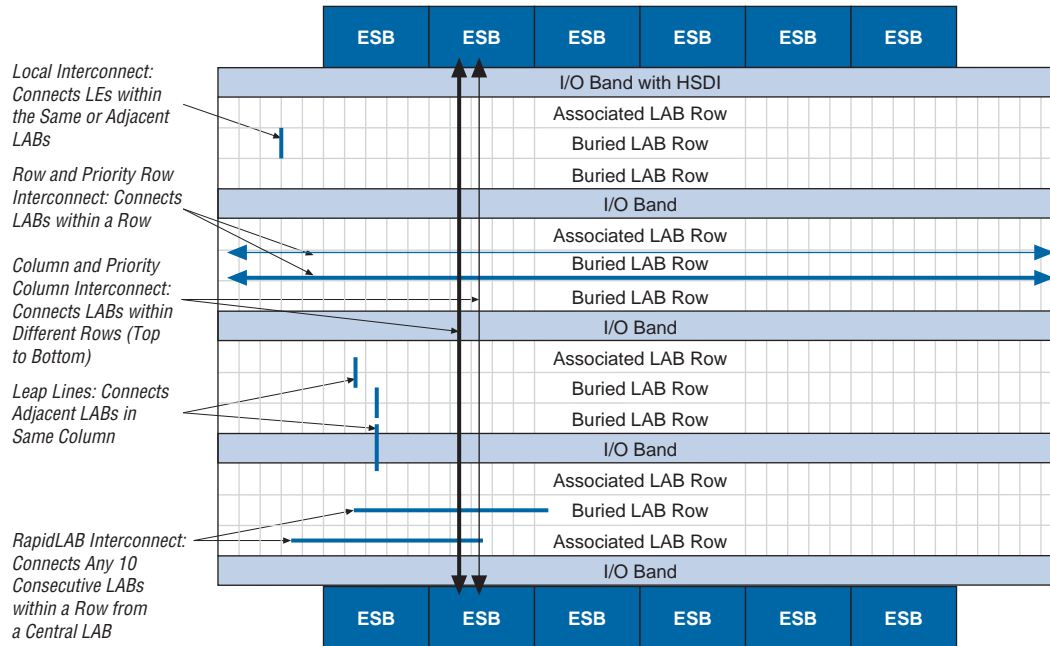 ESB ESB ESB ESB ESB ESB
Local Interconnect:
Connects LEs within
the Same or Adjacent
LABs
Row and Priority Row
Interconnect: Connects
LABs within a Row
Column and Priority
Column Interconnect:
Connects LABs within
Different Rows (Top
to Bottom)
Leap Lines: Connects
Adjacent LABs in
Same Column
RapidLAB Interconnect:
Connects Any 10
Consecutive LABs
within a Row from
a Central LAB
I/O Band with HSDI
Associated LAB Row
Buried LAB Row
Buried LAB Row
I/O Band
Associated LAB Row
Buried LAB Row
Buried LAB Row
I/O Band
Associated LAB Row
Buried LAB Row
Buried LAB Row
I/O Band
Associated LAB Row
Buried LAB Row
Associated LAB Row
I/O Band
ESB ESB ESB ESB ESB ESB